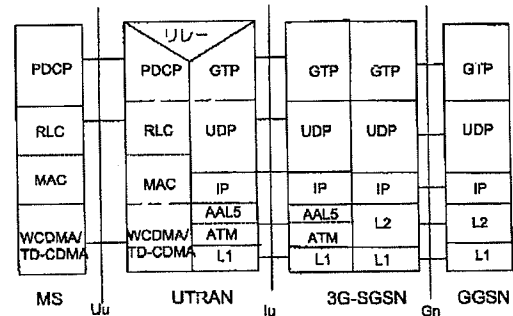 リレー
PDCP PDCP GTP GTP GTP GTP
RLC RLC UDP UDP UDP UDP
MAC MAC IP IP IP IP
AAL5 AAL5
WCDMA/ WCDMA/ ATM ATM L2 L2
TD-CDMA TD-CDMA L1 L1 L1 L1
MS Uu UTRAN Iu 3G-SGSN Gn GGSN